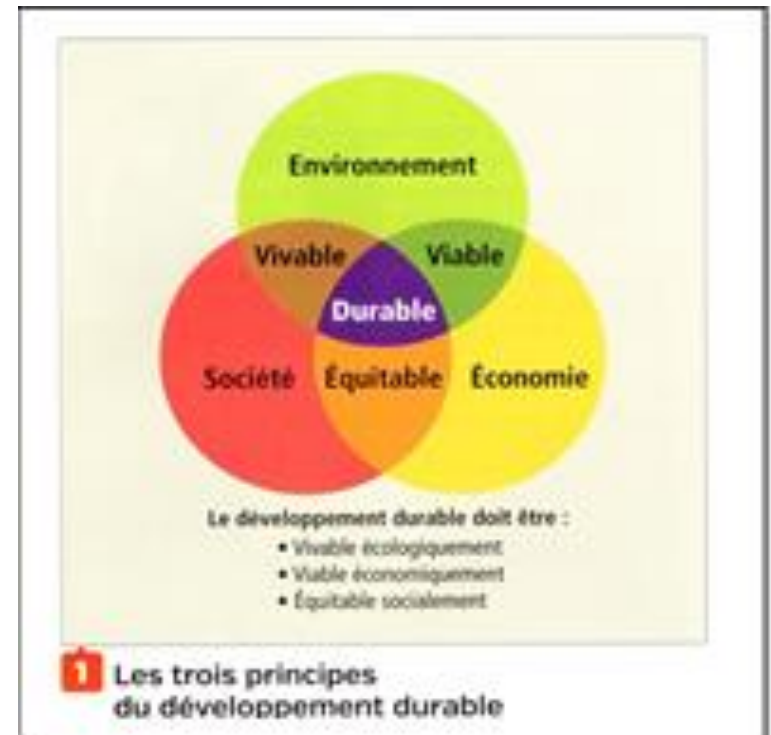 Environnement
Vivable Viable
Durable
Société Équitable Économie
Le développement durable doit être :
• Vivable écologiquement
• Viable économiquement
• Équitable socialement
1 Les trois principes
du développement durable